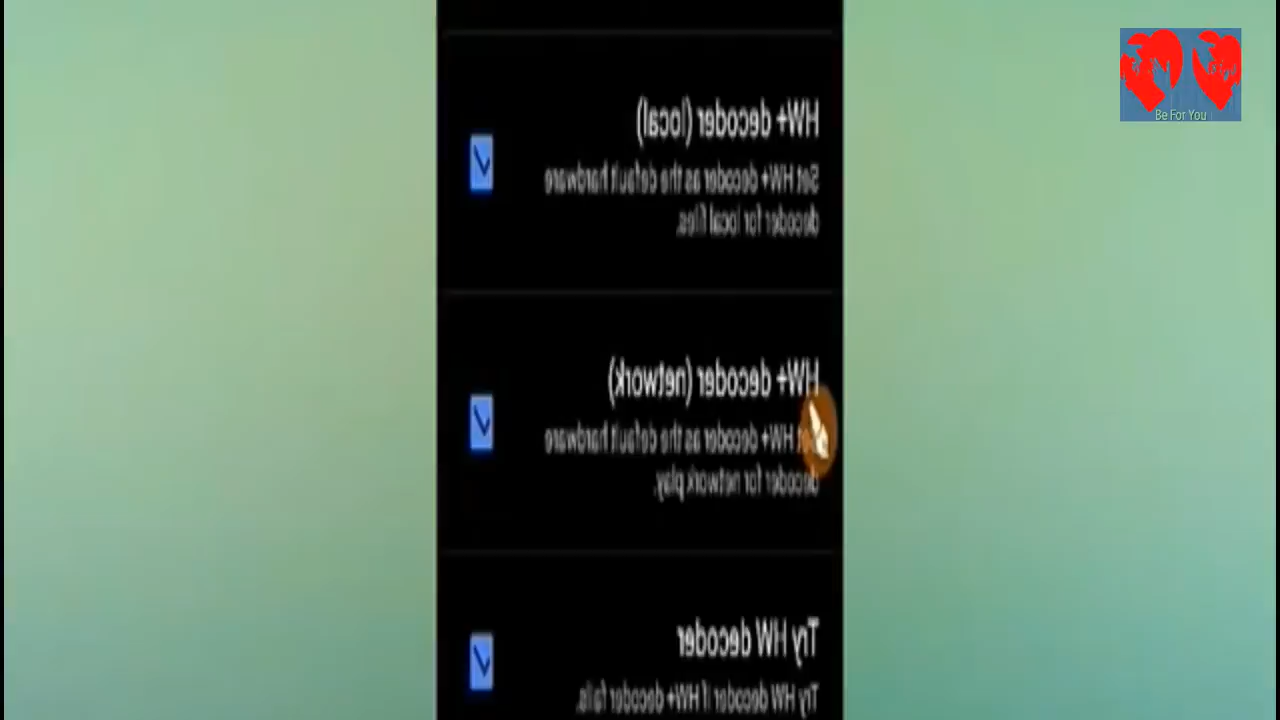 HW+ decoder (local)
Set HW+ decoder as the default hardware
decoder for local files.
HW+ decoder (network)
Set HW+ decoder as the default hardware
decoder for network play.
Try HW decoder
Try HW decoder if HW+ decoder fails.
Be For You